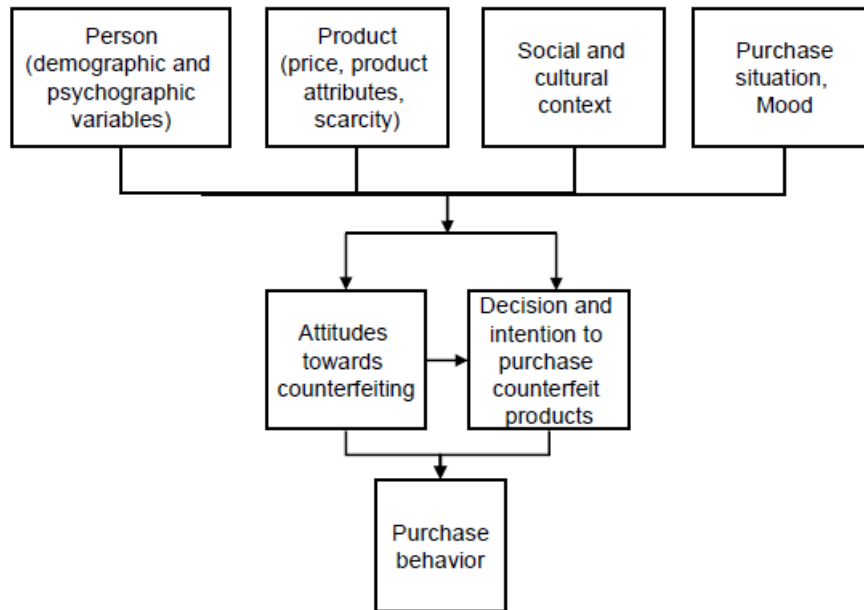 Person
(demographic and
psychographic
variables)
Product
(price, product
attributes,
scarcity)
Social and
cultural
context
Purchase
situation,
Mood
Attitudes
towards
counterfeiting
Decision and
intention to
purchase
counterfeit
products
Purchase
behavior